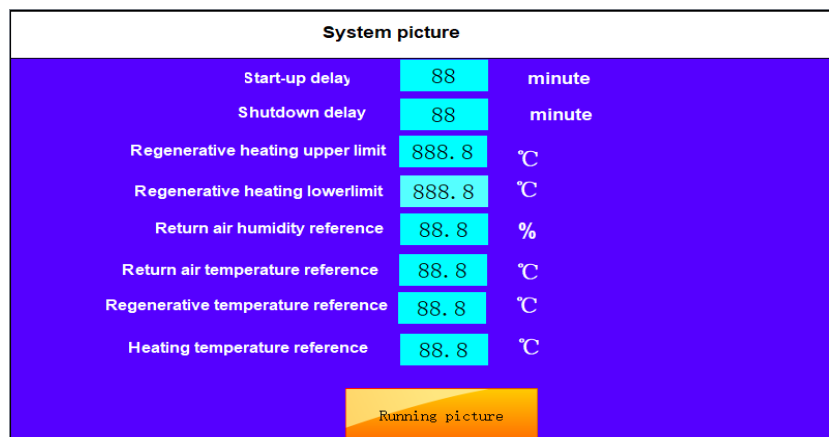 System picture
Start-up delay 88 minute
Shutdown delay 88 minute
Regenerative heating upper limit 888.8 ℃
Regenerative heating lowerlimit 888.8 ℃
Return air humidity reference 88.8 %
Return air temperature reference 88.8 ℃
Regenerative temperature reference 88.8 ℃
Heating temperature reference 88.8 ℃
Running picture